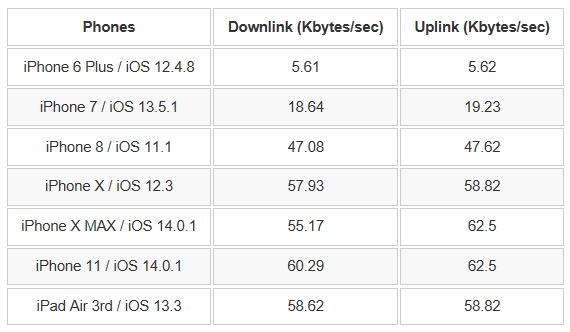 Phones Downlink (Kbytes/sec) Uplink (Kbytes/sec)
iPhone 6 Plus / iOS 12.4.8 5.61 5.62
iPhone 7 / iOS 13.5.1 18.64 19.23
iPhone 8 / iOS 11.1 47.08 47.62
iPhone X / iOS 12.3 57.93 58.82
iPhone X MAX / iOS 14.0.1 55.17 62.5
iPhone 11 / iOS 14.0.1 60.29 62.5
iPad Air 3rd / iOS 13.3 58.62 58.82